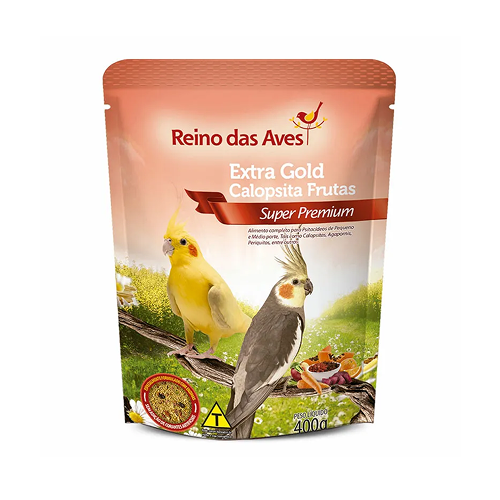 Reino das Aves
Extra Gold
Calopsita Frutas
Super Premium
Alimento completo para Psitacídeos de Pequeno
e Médio porte, Tais como Calopsitas, Agapornis,
Periquitos, entre outros.
T
PESO LÍQUIDO
400g